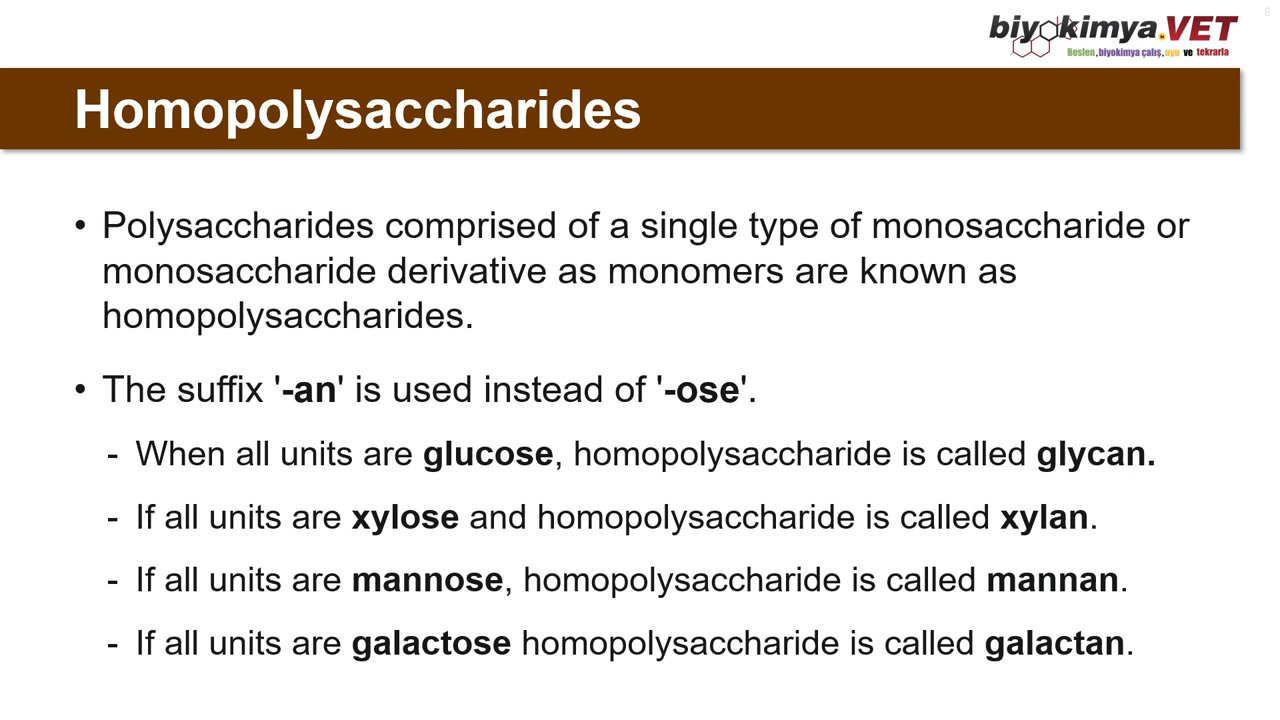 8
biyokimya.VET
Beslen, biyokimya çalış, uyu ve tekrarla
Homopolysaccharides
• Polysaccharides comprised of a single type of monosaccharide or
monosaccharide derivative as monomers are known as
homopolysaccharides.
• The suffix '-an' is used instead of '-ose'.
- When all units are glucose, homopolysaccharide is called glycan.
- If all units are xylose and homopolysaccharide is called xylan.
- If all units are mannose, homopolysaccharide is called mannan.
- If all units are galactose homopolysaccharide is called galactan.